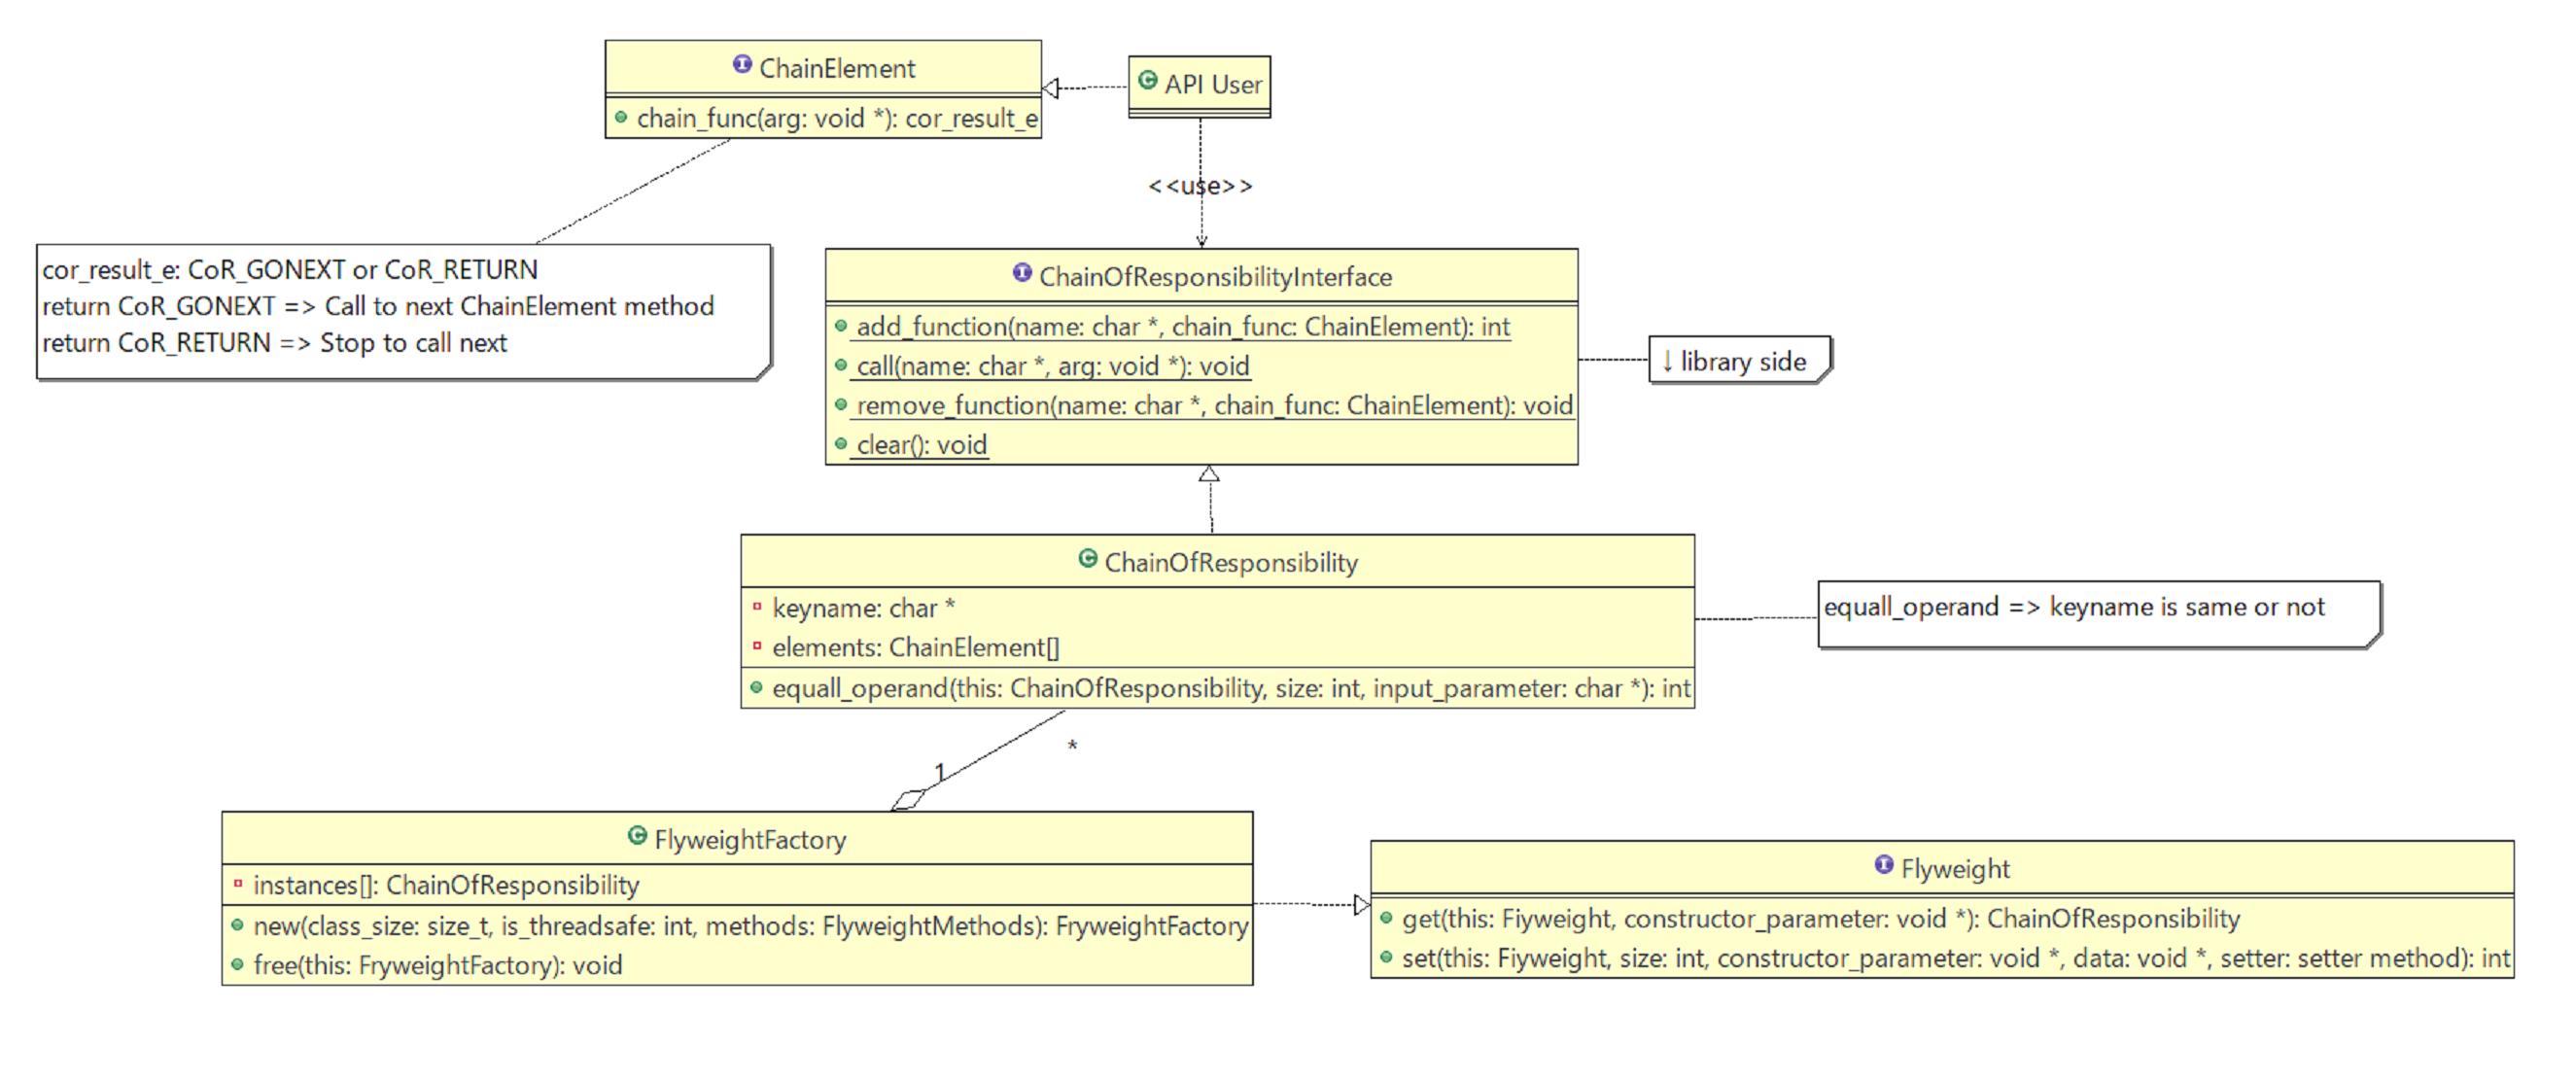 ChainElement
chain_func(arg: void *): cor_result_e
API User
<<use>>
cor_result_e: CoR_GONEXT or CoR_RETURN
return CoR_GONEXT => Call to next ChainElement method
return CoR_RETURN => Stop to call next
ChainOfResponsibilityInterface
add_function(name: char *, chain_func: ChainElement): int
call(name: char *, arg: void *): void
remove_function(name: char *, chain_func: ChainElement): void
clear(): void
↓ library side
ChainOfResponsibility
keyname: char *
elements: ChainElement[]
equall_operand(this: ChainOfResponsibility, size: int, input_parameter: char *): int
equall_operand => keyname is same or not
*
1
FlyweightFactory
instances[]: ChainOfResponsibility
new(class_size: size_t, is_threadsafe: int, methods: FlyweightMethods): FryweightFactory
free(this: FryweightFactory): void
Flyweight
get(this: Fiyweight, constructor_parameter: void *): ChainOfResponsibility
set(this: Fiyweight, size: int, constructor_parameter: void *, data: void *, setter: setter method): int